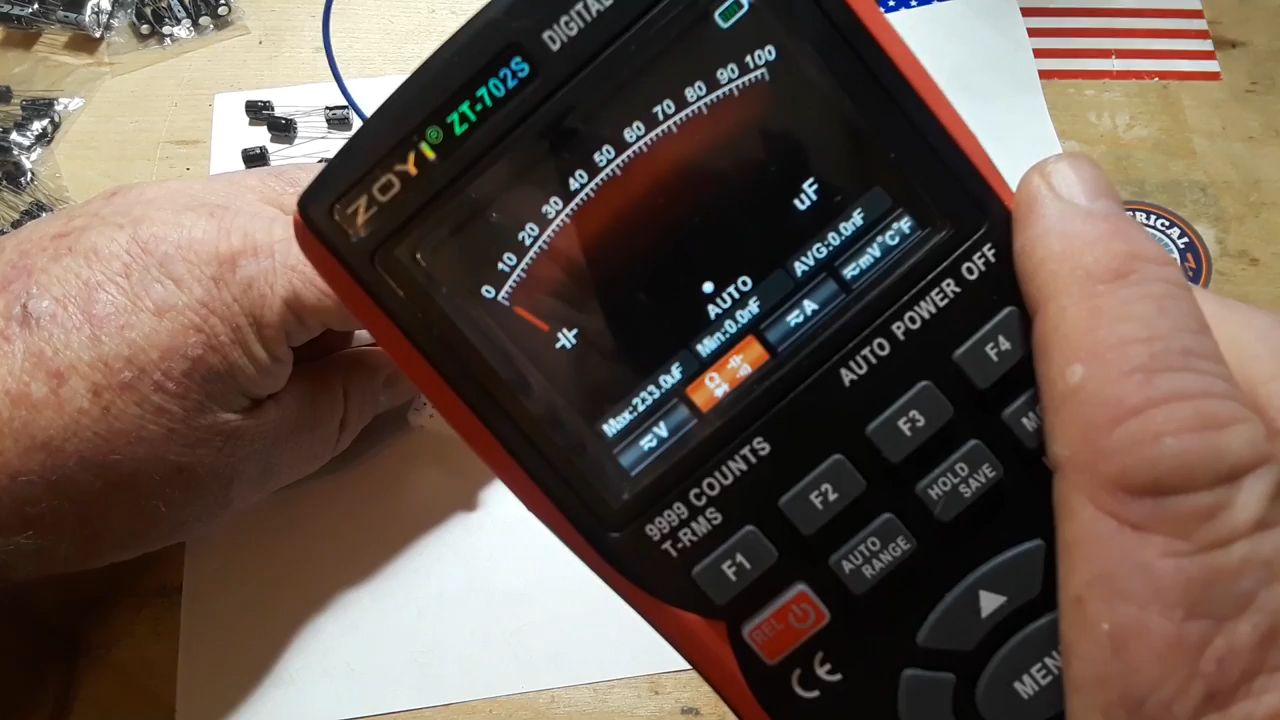 DIGITAL
ZOYI® ZT-702S
0 10 20 30 40 50 60 70 80 90 100
uF
AUTO
Max:233.0uF Min:0.0nF AVG:0.0nF
V
Ω
A
mV°C°F
9999 COUNTS
T-RMS
AUTO POWER OFF
F1
F2
F3
F4
AUTO
RANGE
HOLD
SAVE
REL
MEN
CE
RICAL